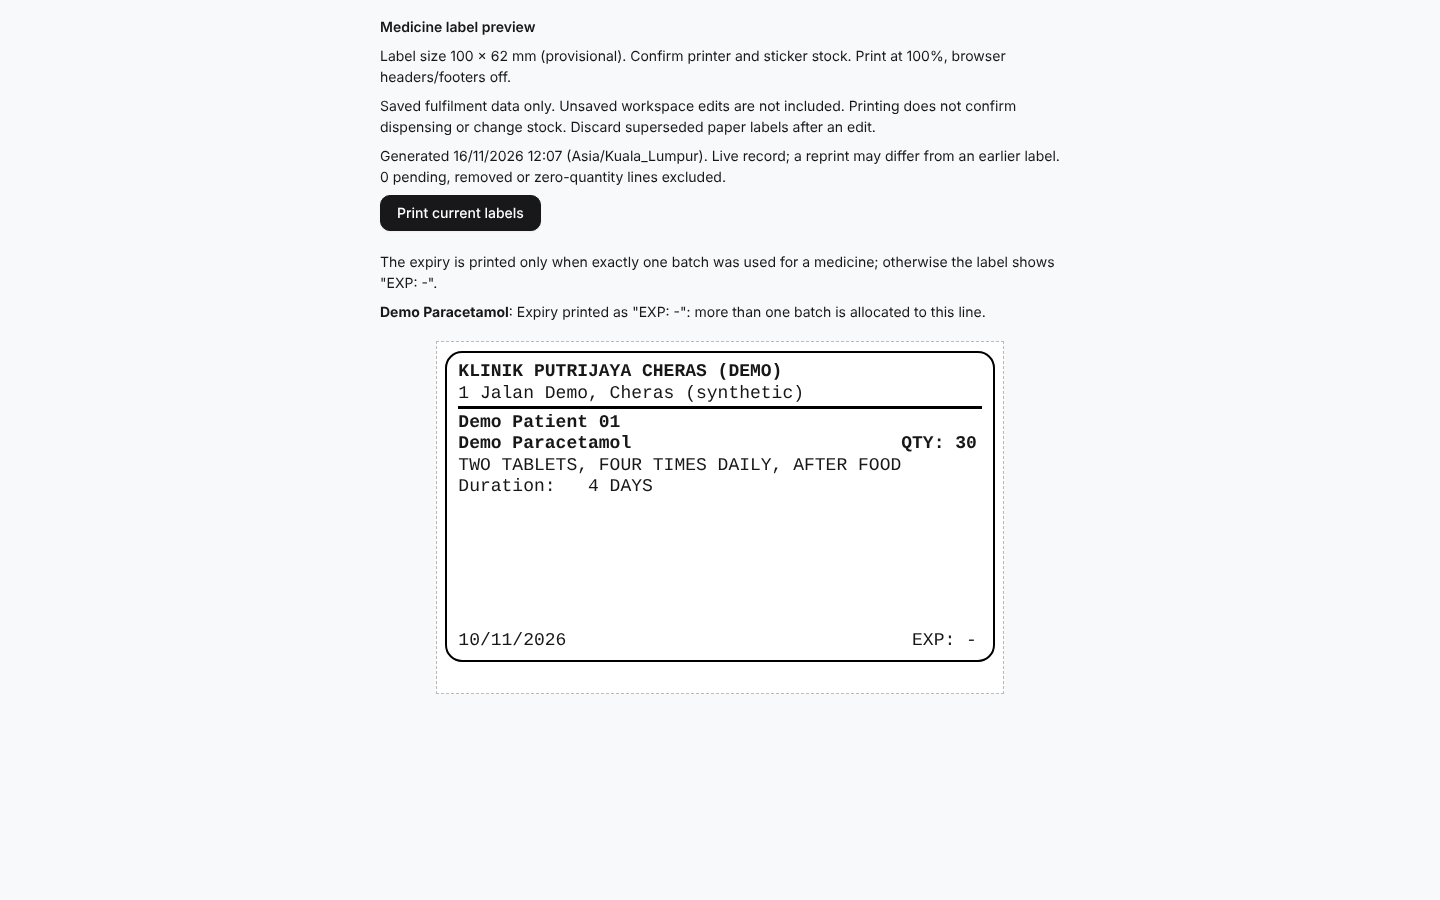 Medicine label preview
Label size 100 × 62 mm (provisional). Confirm printer and sticker stock. Print at 100%, browser
headers/footers off.
Saved fulfilment data only. Unsaved workspace edits are not included. Printing does not confirm
dispensing or change stock. Discard superseded paper labels after an edit.
Generated 16/11/2026 12:07 (Asia/Kuala_Lumpur). Live record; a reprint may differ from an earlier label.
0 pending, removed or zero-quantity lines excluded.
Print current labels
The expiry is printed only when exactly one batch was used for a medicine; otherwise the label shows
"EXP: -".
Demo Paracetamol: Expiry printed as "EXP: -": more than one batch is allocated to this line.
KLINIK PUTRIJAYA CHERAS (DEMO)
1 Jalan Demo, Cheras (synthetic)
Demo Patient 01
Demo Paracetamol QTY: 30
TWO TABLETS, FOUR TIMES DAILY, AFTER FOOD
Duration: 4 DAYS
10/11/2026 EXP: -